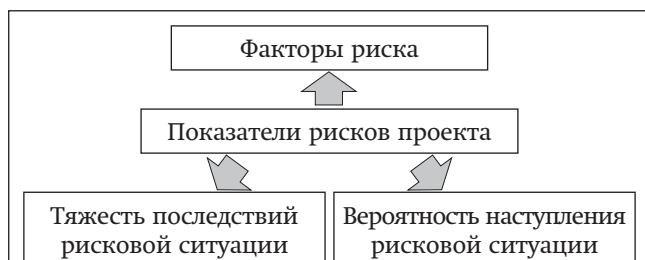 Факторы риска
Показатели рисков проекта
Тяжесть последствий
рисковой ситуации
Вероятность наступления
рисковой ситуации